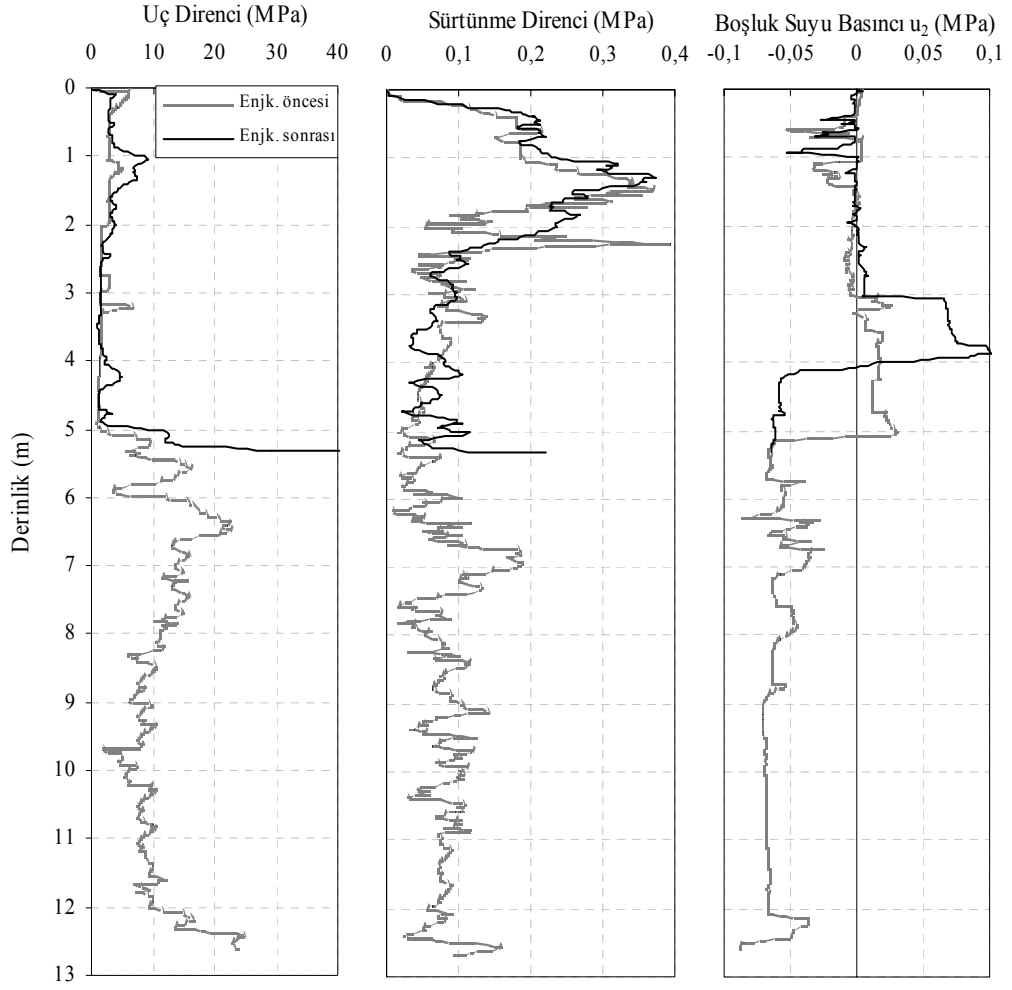 Uç Direnci (MPa)
0 10 20 30 40
Sürtünme Direnci (MPa)
0 0,1 0,2 0,3 0,4
Boşluk Suyu Basıncı u₂ (MPa)
-0,1 -0,05 0 0,05 0,1
Enjk. öncesi
Enjk. sonrası
Derinlik (m)
0
1
2
3
4
5
6
7
8
9
10
11
12
13